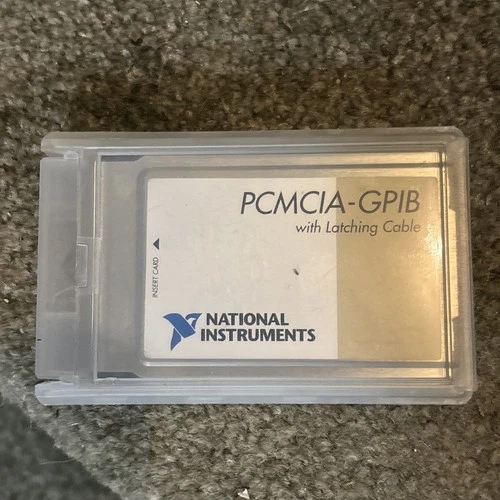 PCMCIA-GPIB
with Latching Cable
INSERT CARD
NATIONAL
INSTRUMENTS